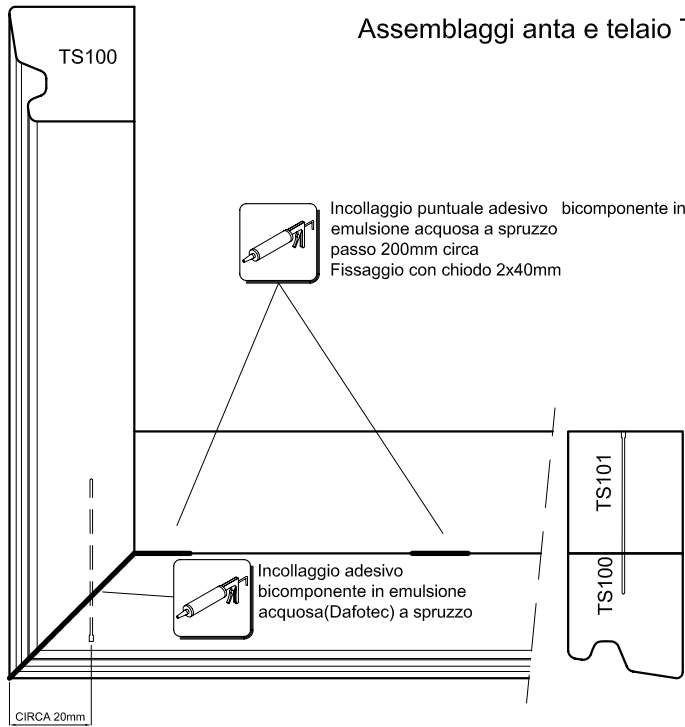 Assemblaggi anta e telaio
TS100
Incollaggio puntuale adesivo bicomponente in
emulsione acquosa a spruzzo
passo 200mm circa
Fissaggio con chiodo 2x40mm
TS101
TS100
Incollaggio adesivo
bicomponente in emulsione
acquosa(Dafotec) a spruzzo
CIRCA 20mm